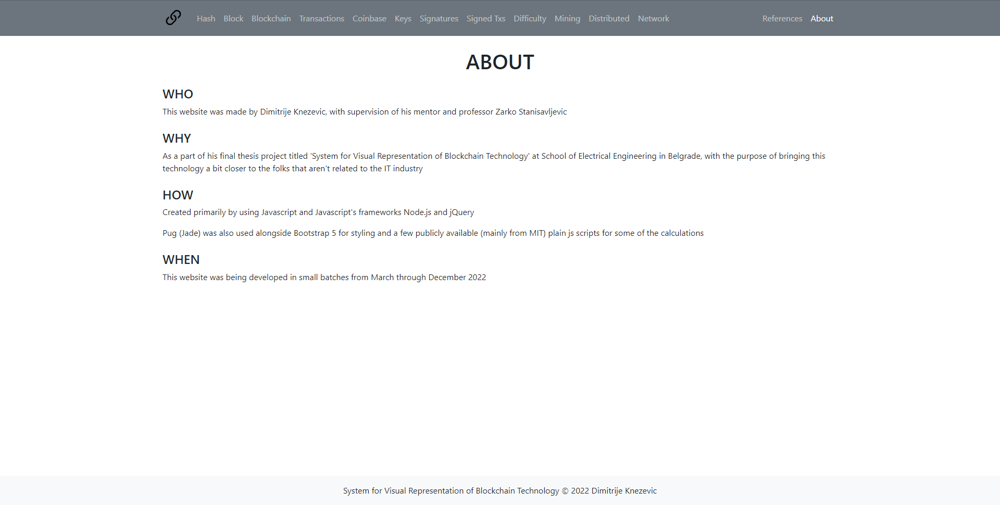 Hash Block Blockchain Transactions Coinbase Keys Signatures Signed Txs Difficulty Mining Distributed Network References About
ABOUT
WHO
This website was made by Dimitrije Knezevic, with supervision of his mentor and professor Zarko Stanisavljevic
WHY
As a part of his final thesis project titled 'System for Visual Representation of Blockchain Technology' at School of Electrical Engineering in Belgrade, with the purpose of bringing this
technology a bit closer to the folks that aren't related to the IT industry
HOW
Created primarily by using Javascript and Javascript's frameworks Node.js and jQuery
Pug (Jade) was also used alongside Bootstrap 5 for styling and a few publicly available (mainly from MIT) plain js scripts for some of the calculations
WHEN
This website was being developed in small batches from March through December 2022
System for Visual Representation of Blockchain Technology © 2022 Dimitrije Knezevic